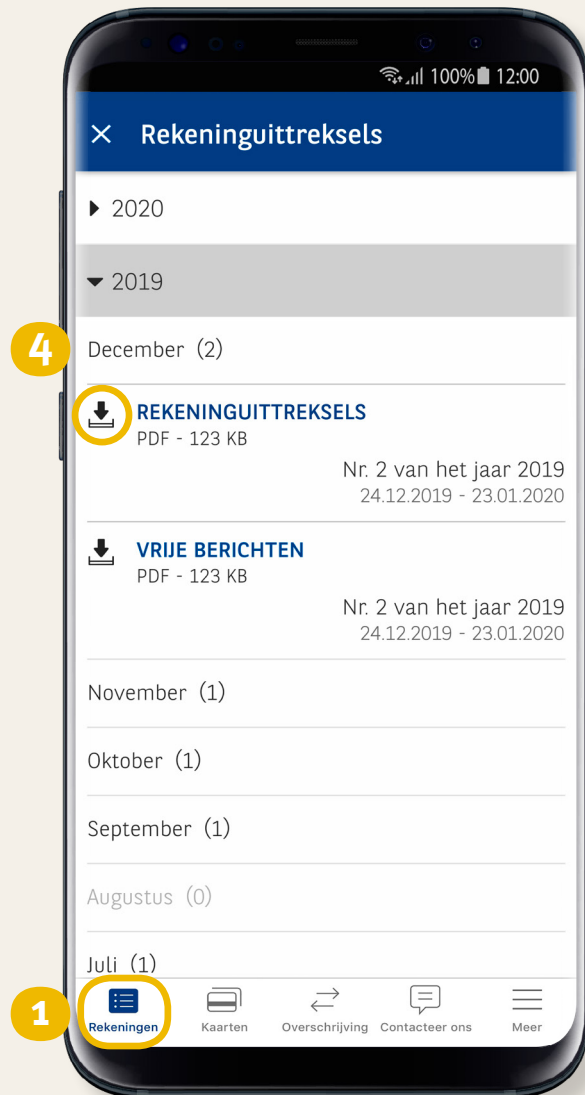 100% 12:00
Rekeninguittreksels
2020
2019
4
December (2)
REKENINGUITTREKSELS
PDF - 123 KB
Nr. 2 van het jaar 2019
24.12.2019 - 23.01.2020
VRIJE BERICHTEN
PDF - 123 KB
Nr. 2 van het jaar 2019
24.12.2019 - 23.01.2020
November (1)
Oktober (1)
September (1)
Augustus (0)
Juli (1)
1
Rekeningen Kaarten Overschrijving Contacteer ons Meer